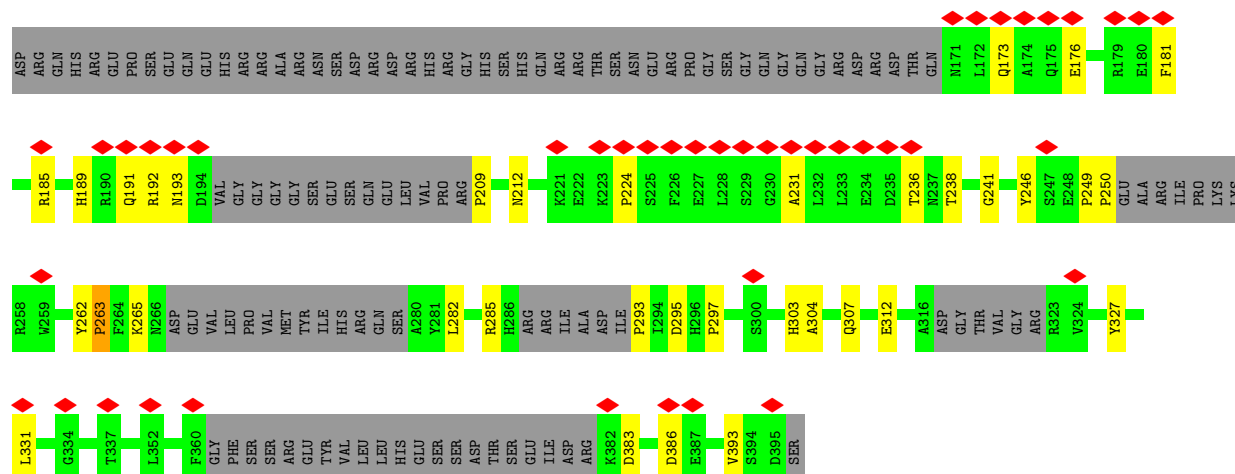 ASP ARG GLN HIS ARG GLU PRO SER GLU GLN GLU HIS ARG ARG ALA ARG ASN SER ASP ARG ASP ARG HIS ARG GLY HIS SER HIS GLN ARG ARG THR SER ASN GLU ARG PRO GLY SER GLY GLN GLY GLN GLY ARG ASP ARG ASP THR GLN N171 L172 Q173 A174 Q175 E176 R179 E180 F181
R185 H189 R190 Q191 R192 N193 D194 VAL GLY GLY GLY GLY SER GLU SER GLN GLU LEU VAL PRO ARG P209 N212 K221 E222 K223 P224 S225 F226 E227 L228 S229 G230 A231 L232 L233 E234 D235 T236 N237 T238 G241 Y246 S247 E248 P249 P250 GLU ALA ARG ILE PRO LYS LYS
R258 W259 Y262 P263 F264 K265 N266 ASP GLU VAL LEU PRO VAL MET TYR ILE HIS ARG GLN SER A280 Y281 L282 R285 H286 ARG ARG ILE ALA ASP ILE P293 I294 D295 H296 P297 S300 H303 A304 Q307 E312 A316 ASP GLY THR VAL GLY ARG R323 V324 Y327
L331 G334 T337 L352 F360 GLY PHE SER SER ARG GLU TYR VAL LEU LEU HIS GLU SER SER ASP THR SER GLU ILE ASP ARG K382 D383 D386 E387 V393 S394 D395 SER